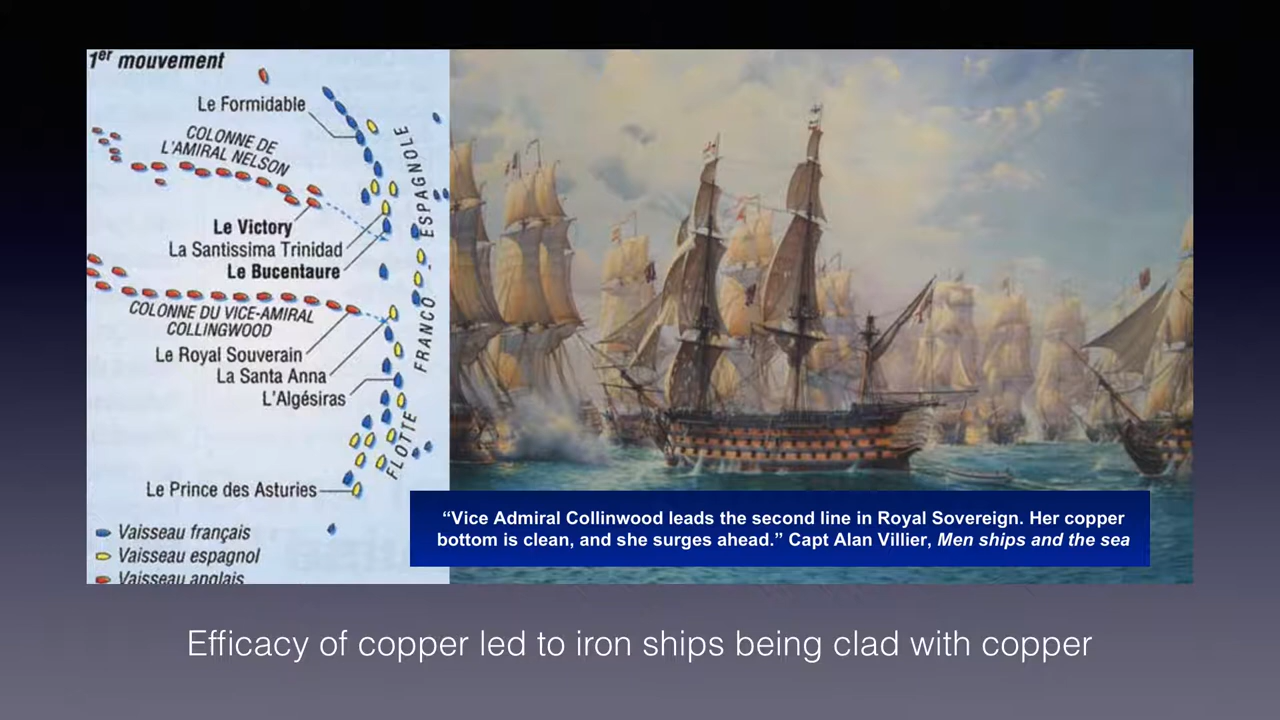 1er mouvement
Le Formidable
COLONNE DE
L'AMIRAL NELSON
Le Victory
La Santissima Trinidad
Le Bucentaure
COLONNE DU VICE-AMIRAL
COLLINGWOOD
Le Royal Souverain
La Santa Anna
L'Algésiras
Le Prince des Asturies
FLOTTE FRANCO - ESPAGNOLE
Vaisseau français
Vaisseau espagnol
Vaisseau anglais
“Vice Admiral Collinwood leads the second line in Royal Sovereign. Her copper
bottom is clean, and she surges ahead.” Capt Alan Villier, Men ships and the sea
Efficacy of copper led to iron ships being clad with copper